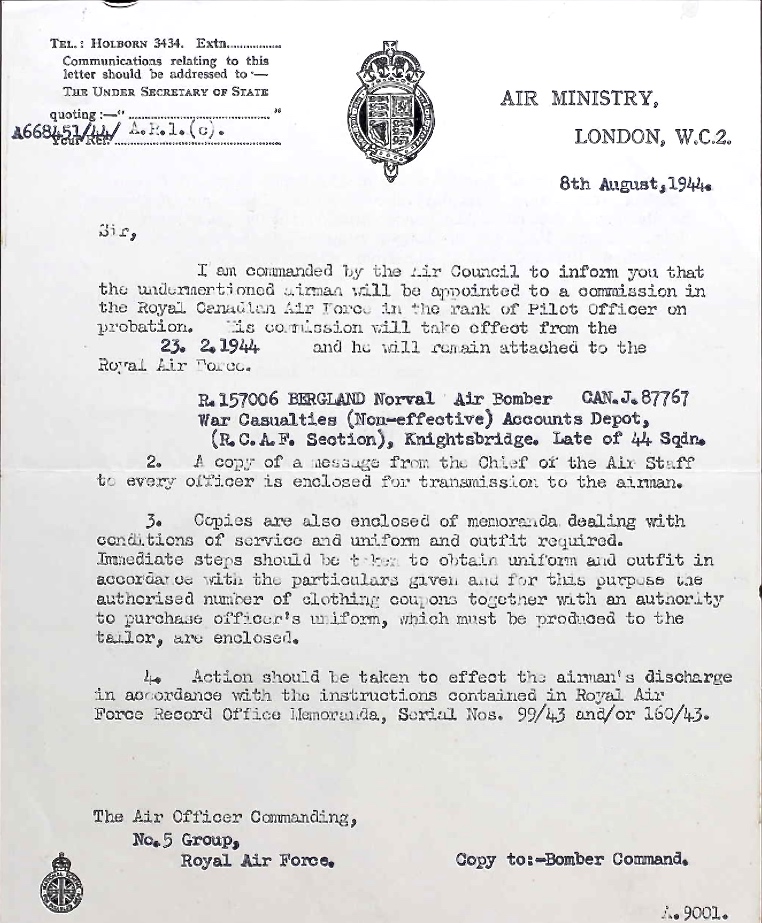 TEL.: HOLBORN 3434. Extn...............
Communications relating to this
letter should be addressed to :—
THE UNDER SECRETARY OF STATE
quoting :—" .............................. "
A668451/44/ A.R.1.(c).
Your Ref.
AIR MINISTRY,
LONDON, W.C.2.
8th August,1944.
Sir,
I am commanded by the Air Council to inform you that
the undermentioned airman will be appointed to a commission in
the Royal Canadian Air Force in the rank of Pilot Officer on
probation. His commission will take effect from the
23. 2.1944 and he will remain attached to the
Royal Air Force.
R.157006 BERGLAND Norval Air Bomber CAN.J.87767
War Casualties (Non-effective) Accounts Depot,
(R.C.A.F. Section), Knightsbridge. Late of 44 Sqdn.
2. A copy of a message from the Chief of the Air Staff
to every officer is enclosed for transmission to the airman.
3. Copies are also enclosed of memoranda dealing with
conditions of service and uniform and outfit required.
Immediate steps should be taken to obtain uniform and outfit in
accordance with the particulars given and for this purpose the
authorised number of clothing coupons together with an authority
to purchase officer's uniform, which must be produced to the
tailor, are enclosed.
4. Action should be taken to effect the airman's discharge
in accordance with the instructions contained in Royal Air
Force Record Office Memoranda, Serial Nos. 99/43 and/or 160/43.
The Air Officer Commanding,
No.5 Group,
Royal Air Force.
Copy to:-Bomber Command.
A.9001.